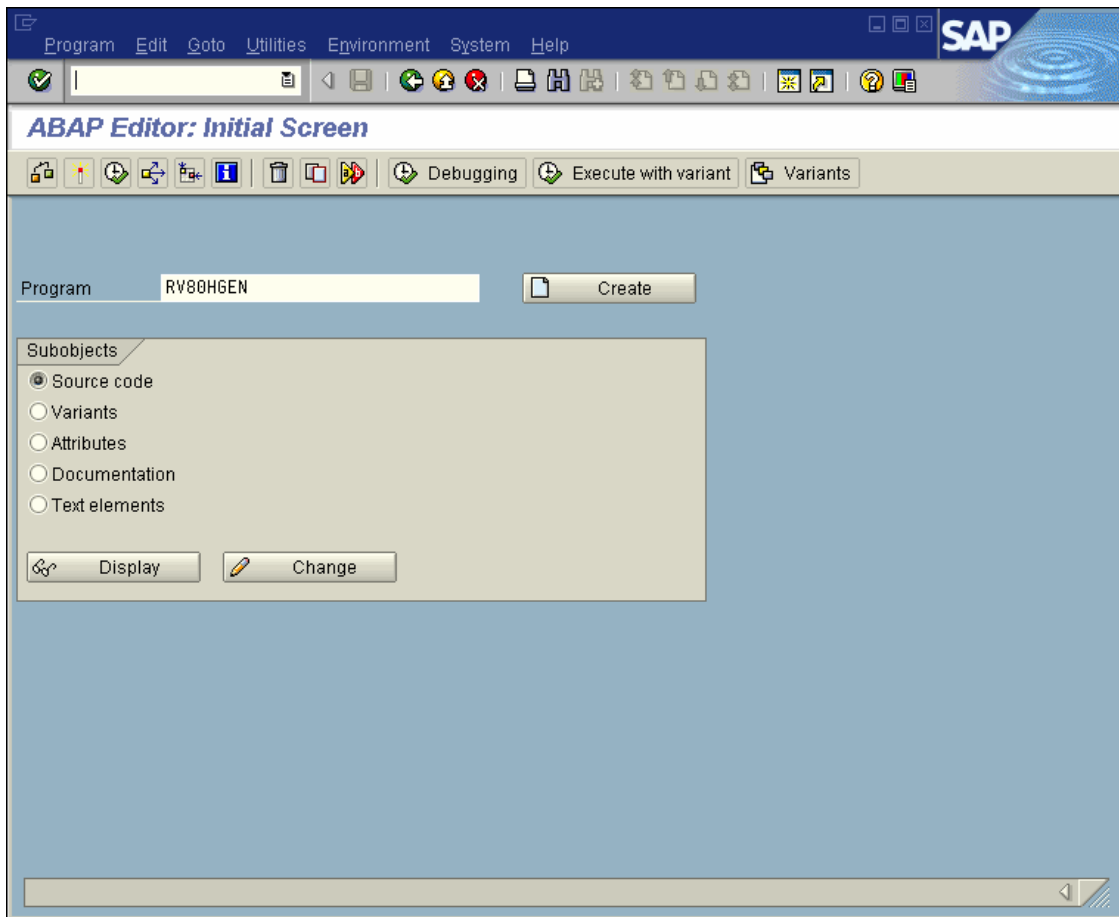 Program Edit Goto Utilities Environment System Help
SAP
ABAP Editor: Initial Screen
Debugging Execute with variant Variants
Program RV80HGEN Create
Subobjects
Source code
Variants
Attributes
Documentation
Text elements
Display Change